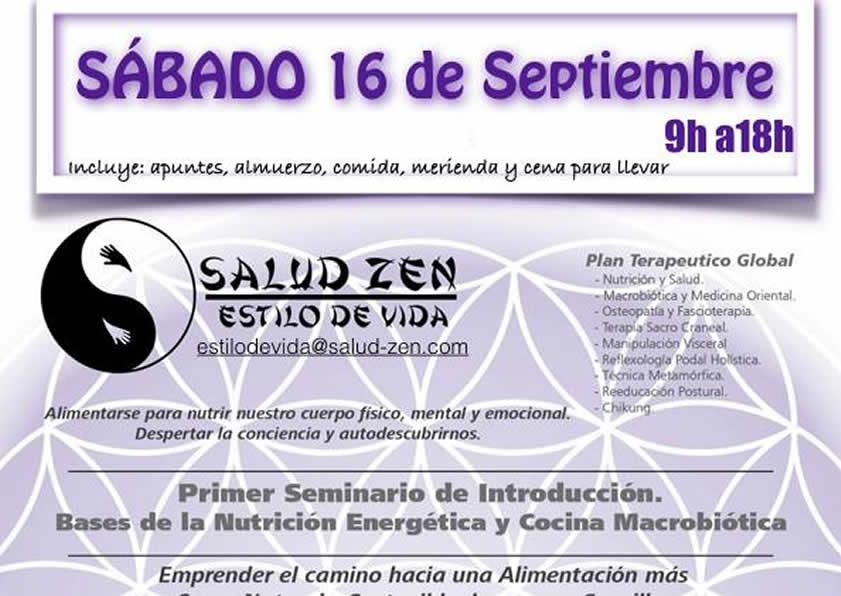 SÁBADO 16 de Septiembre
9h a18h
Incluye: apuntes, almuerzo, comida, merienda y cena para llevar
SALUD ZEN
ESTILO DE VIDA
estilodevida@salud-zen.com
Plan Terapeutico Global
- Nutrición y Salud.
- Macrobiótica y Medicina Oriental.
- Osteopatía y Fascioterapia.
- Terapia Sacro Craneal.
- Manipulación Visceral
- Reflexología Podal Holística.
- Técnica Metamórfica.
- Reeducación Postural.
- Chikung
Alimentarse para nutrir nuestro cuerpo físico, mental y emocional.
Despertar la conciencia y autodescubrirnos.
Primer Seminario de Introducción.
Bases de la Nutrición Energética y Cocina Macrobiótica
Emprender el camino hacia una Alimentación más